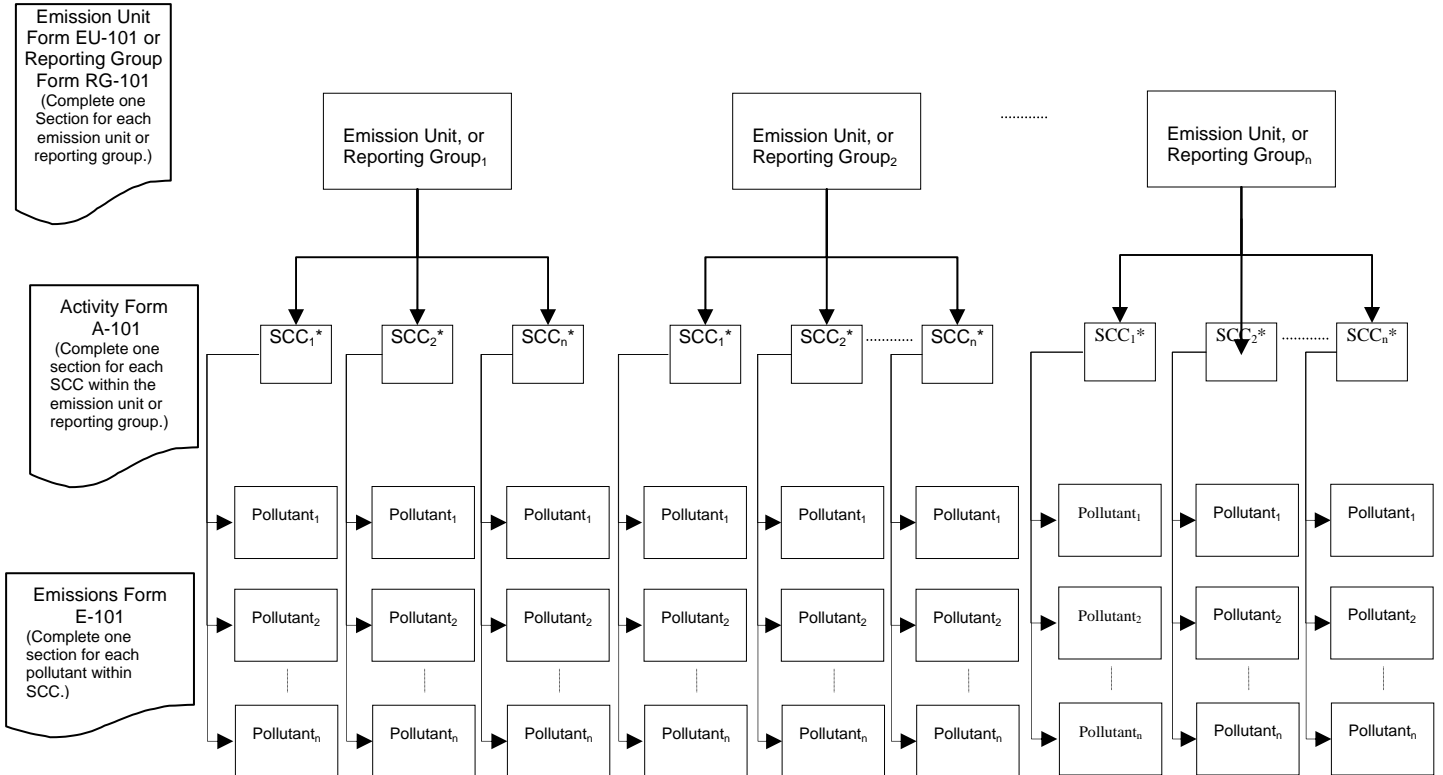 Emission Unit
Form EU-101 or
Reporting Group
Form RG-101
(Complete one
Section for each
emission unit or
reporting group.)
Emission Unit, or
Reporting Group1
Emission Unit, or
Reporting Group2
............
Emission Unit, or
Reporting Groupn
Activity Form
A-101
(Complete one
section for each
SCC within the
emission unit or
reporting group.)
SCC1* SCC2* SCCn* SCC1* SCC2* ............ SCCn* SCC1* SCC2* ............ SCCn*
Pollutant1 Pollutant1 Pollutant1 Pollutant1 Pollutant1 Pollutant1 Pollutant1 Pollutant1 Pollutant1
Emissions Form
E-101
(Complete one
section for each
pollutant within
SCC.)
Pollutant2 Pollutant2 Pollutant2 Pollutant2 Pollutant2 Pollutant2 Pollutant2 Pollutant2 Pollutant2
Pollutantn Pollutantn Pollutantn Pollutantn Pollutantn Pollutantn Pollutantn Pollutantn Pollutantn